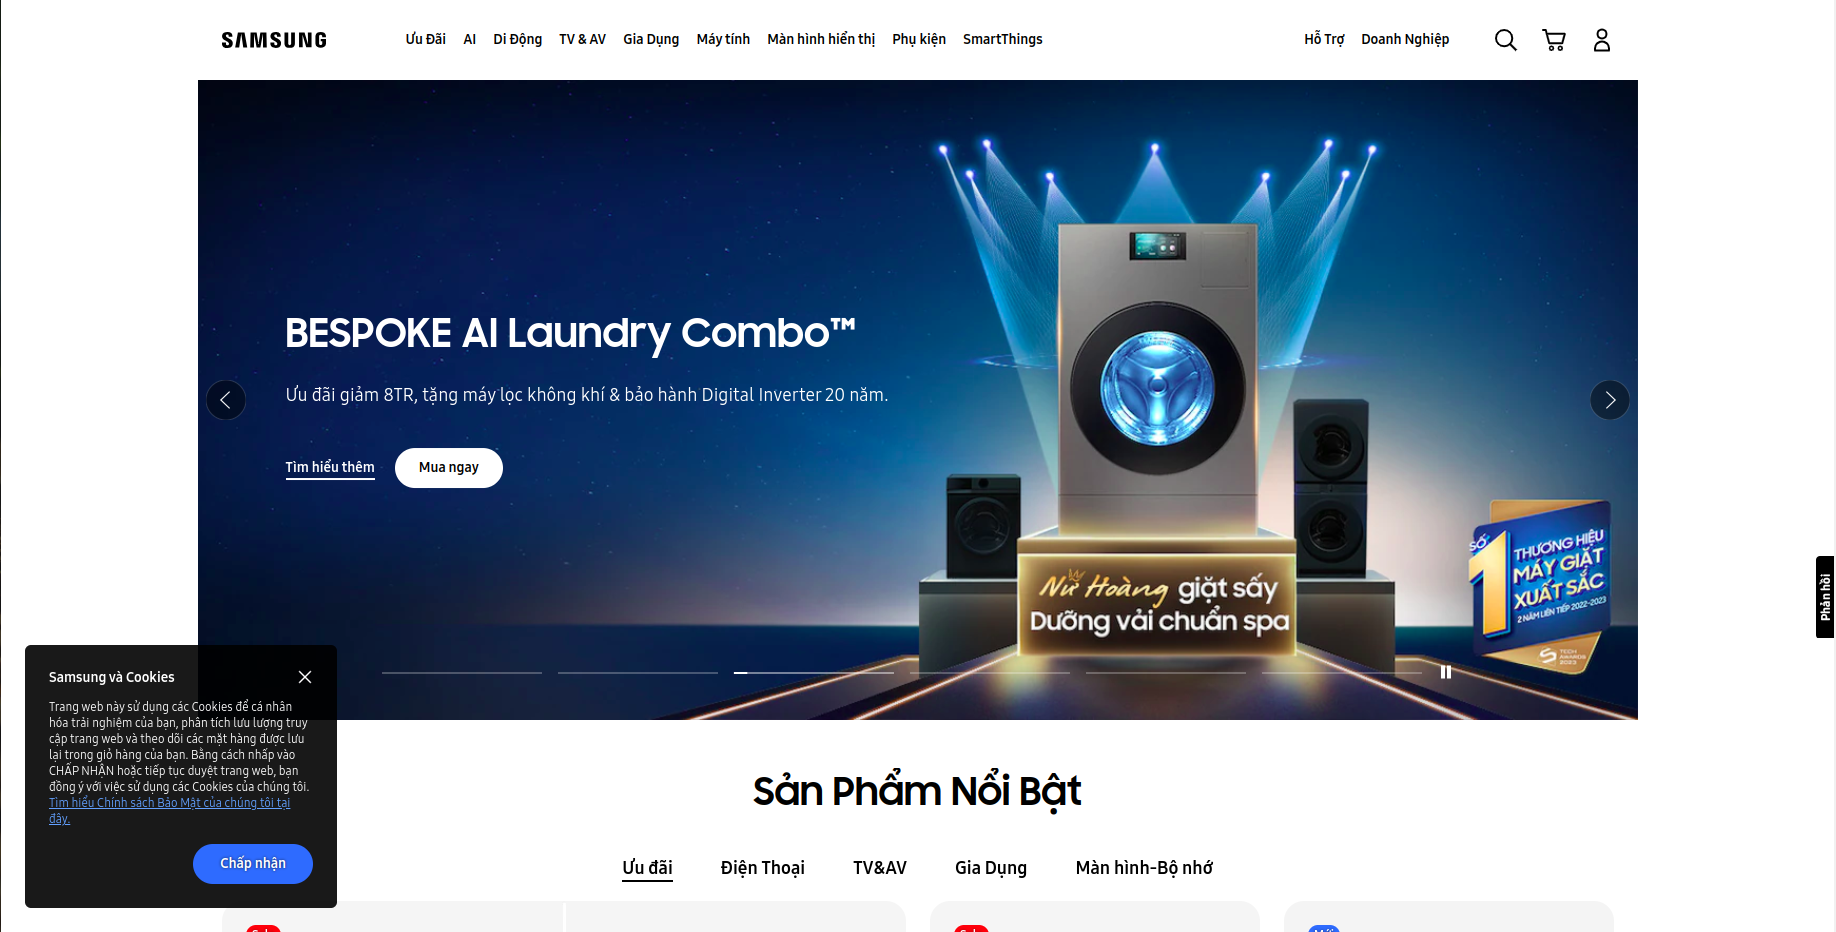 SAMSUNG
Ưu Đãi AI Di Động TV & AV Gia Dụng Máy tính Màn hình hiển thị Phụ kiện SmartThings
Hỗ Trợ Doanh Nghiệp
BESPOKE AI Laundry Combo™
Ưu đãi giảm 8TR, tặng máy lọc không khí & bảo hành Digital Inverter 20 năm.
Tìm hiểu thêm Mua ngay
Nữ Hoàng giặt sấy
Dưỡng vải chuẩn spa
SỐ 1
THƯƠNG HIỆU
MÁY GIẶT
XUẤT SẮC
2 NĂM LIÊN TIẾP 2022-2023
TECH
AWARDS
2023
Phản hồi
Samsung và Cookies
Trang web này sử dụng các Cookies để cá nhân
hóa trải nghiệm của bạn, phân tích lưu lượng truy
cập trang web và theo dõi các mặt hàng được lưu
lại trong giỏ hàng của bạn. Bằng cách nhấp vào
CHẤP NHẬN hoặc tiếp tục duyệt trang web, bạn
đồng ý với việc sử dụng các Cookies của chúng tôi.
Tìm hiểu Chính sách Bảo Mật của chúng tôi tại
đây.
Chấp nhận
Sản Phẩm Nổi Bật
Ưu đãi Điện Thoại TV&AV Gia Dụng Màn hình-Bộ nhớ